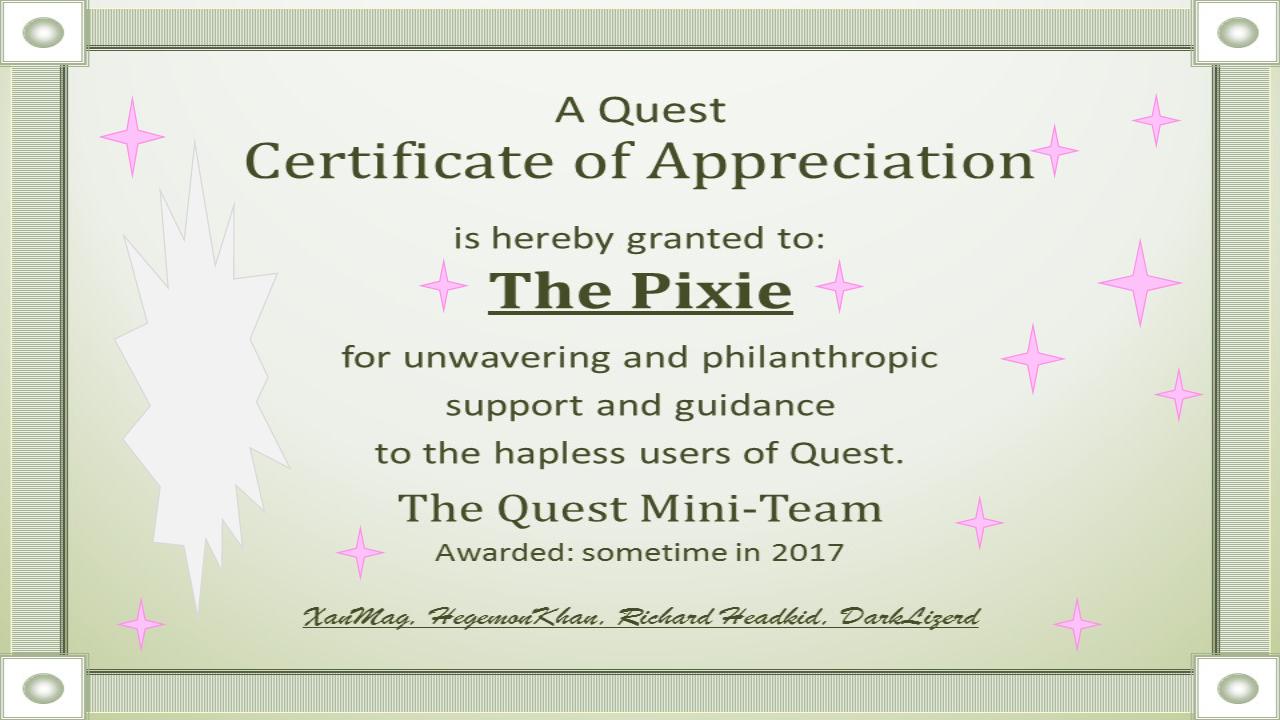 A Quest
Certificate of Appreciation
is hereby granted to:
The Pixie
for unwavering and philanthropic
support and guidance
to the hapless users of Quest.
The Quest Mini-Team
Awarded: sometime in 2017
XanMag, HegemonKhan, Richard Headkid, DarkLizerd